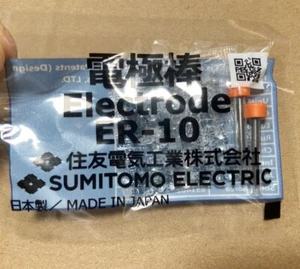 電極棒
Electrode
ER-10
住友電気工業株式会社
SUMITOMO ELECTRIC
日本製／MADE IN JAPAN